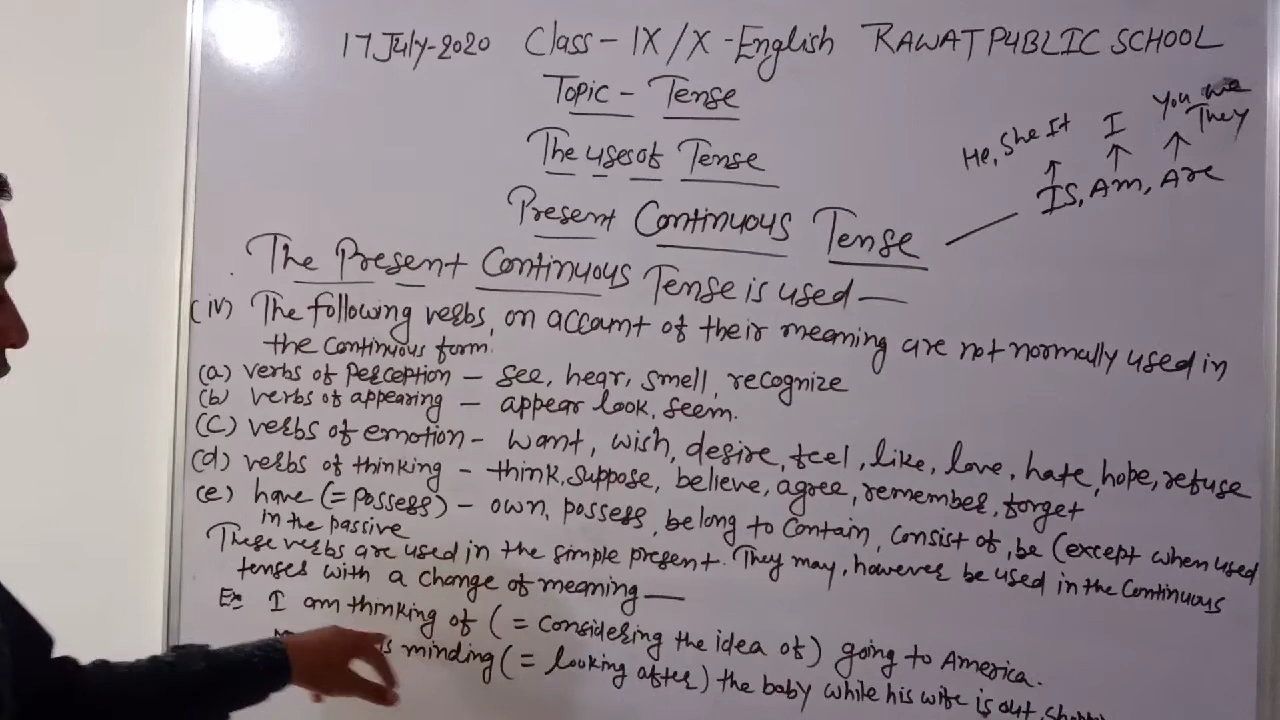 17 July-2020 Class - IX/X - English RAWAT PUBLIC SCHOOL
Topic - Tense
The uses of Tense
He, She It I You We They
Is, Am, Are
Present Continuous Tense
The Present Continuous Tense is used —
(iv) The following verbs, on account of their meaning are not normally used in
the continuous form.
(a) verbs of perception - see, hear, smell, recognize
(b) verbs of appearing - appear look, seem.
(C) verbs of emotion - want, wish, desire, feel, like, love, hate, hope, refuse
(d) verbs of thinking - think, suppose, believe, agree, remember, forget
(e) have (= possess) - own, possess, belong to contain, consist of, be (except when used
in the passive
These verbs are used in the simple present. They may, however be used in the Continuous
tenses with a change of meaning —
Ex I am thinking of (= Considering the idea of) going to America.
is minding (= looking after) the baby while his wife is out